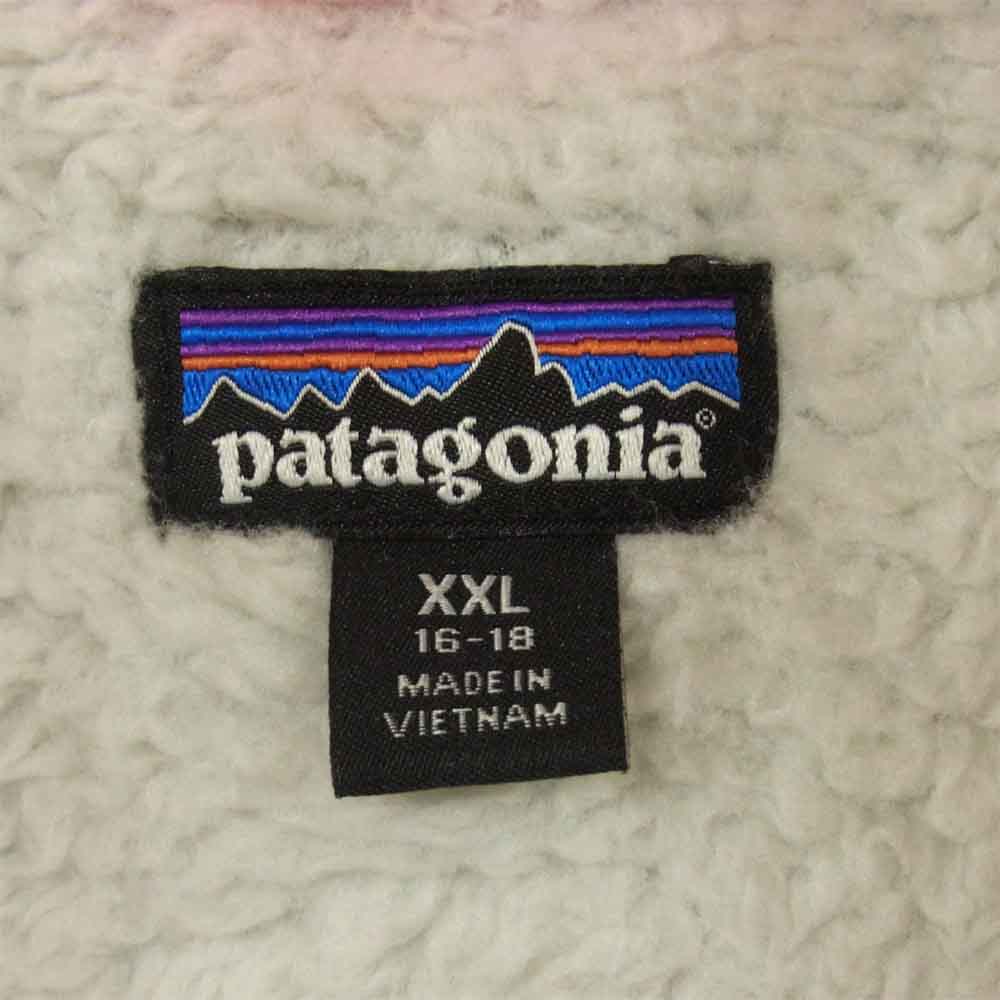 patagonia®
XXL
16-18
MADE IN
VIETNAM